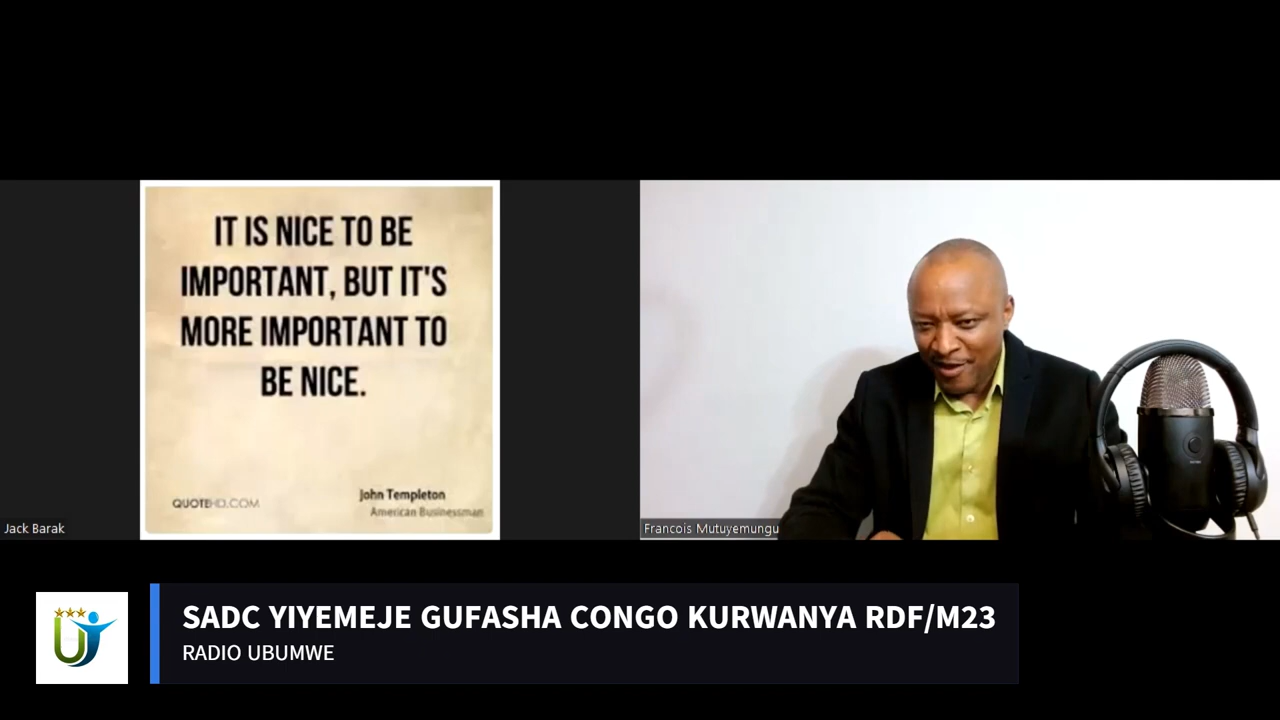 IT IS NICE TO BE
IMPORTANT, BUT IT'S
MORE IMPORTANT TO
BE NICE.
QUOTEHD.COM
John Templeton
American Businessman
Jack Barak
Francois Mutuyemungu
SADC YIYEMEJE GUFASHA CONGO KURWANYA RDF/M23
RADIO UBUMWE